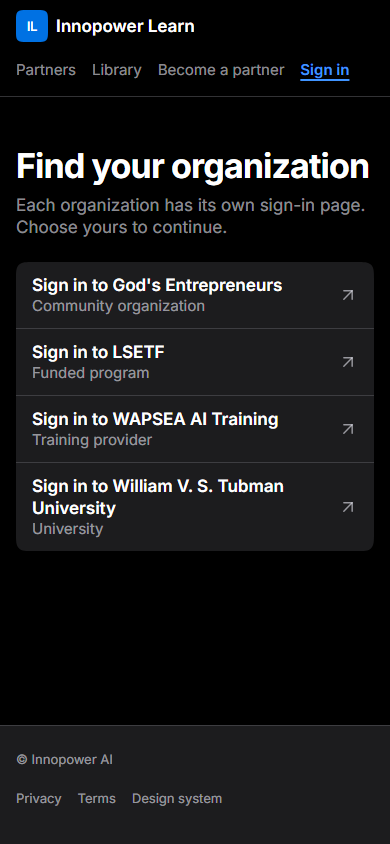 IL Innopower Learn
Partners Library Become a partner Sign in
Find your organization
Each organization has its own sign-in page.
Choose yours to continue.
Sign in to God's Entrepreneurs
Community organization
Sign in to LSETF
Funded program
Sign in to WAPSEA AI Training
Training provider
Sign in to William V. S. Tubman
University
University
© Innopower AI
Privacy Terms Design system